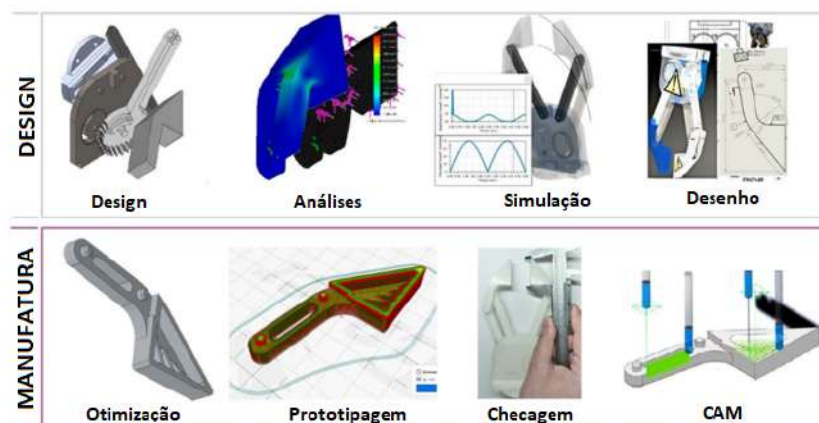 DESIGN
Design
Análises
Simulação
Desenho
MANUFATURA
Otimização
Prototipagem
Checagem
CAM